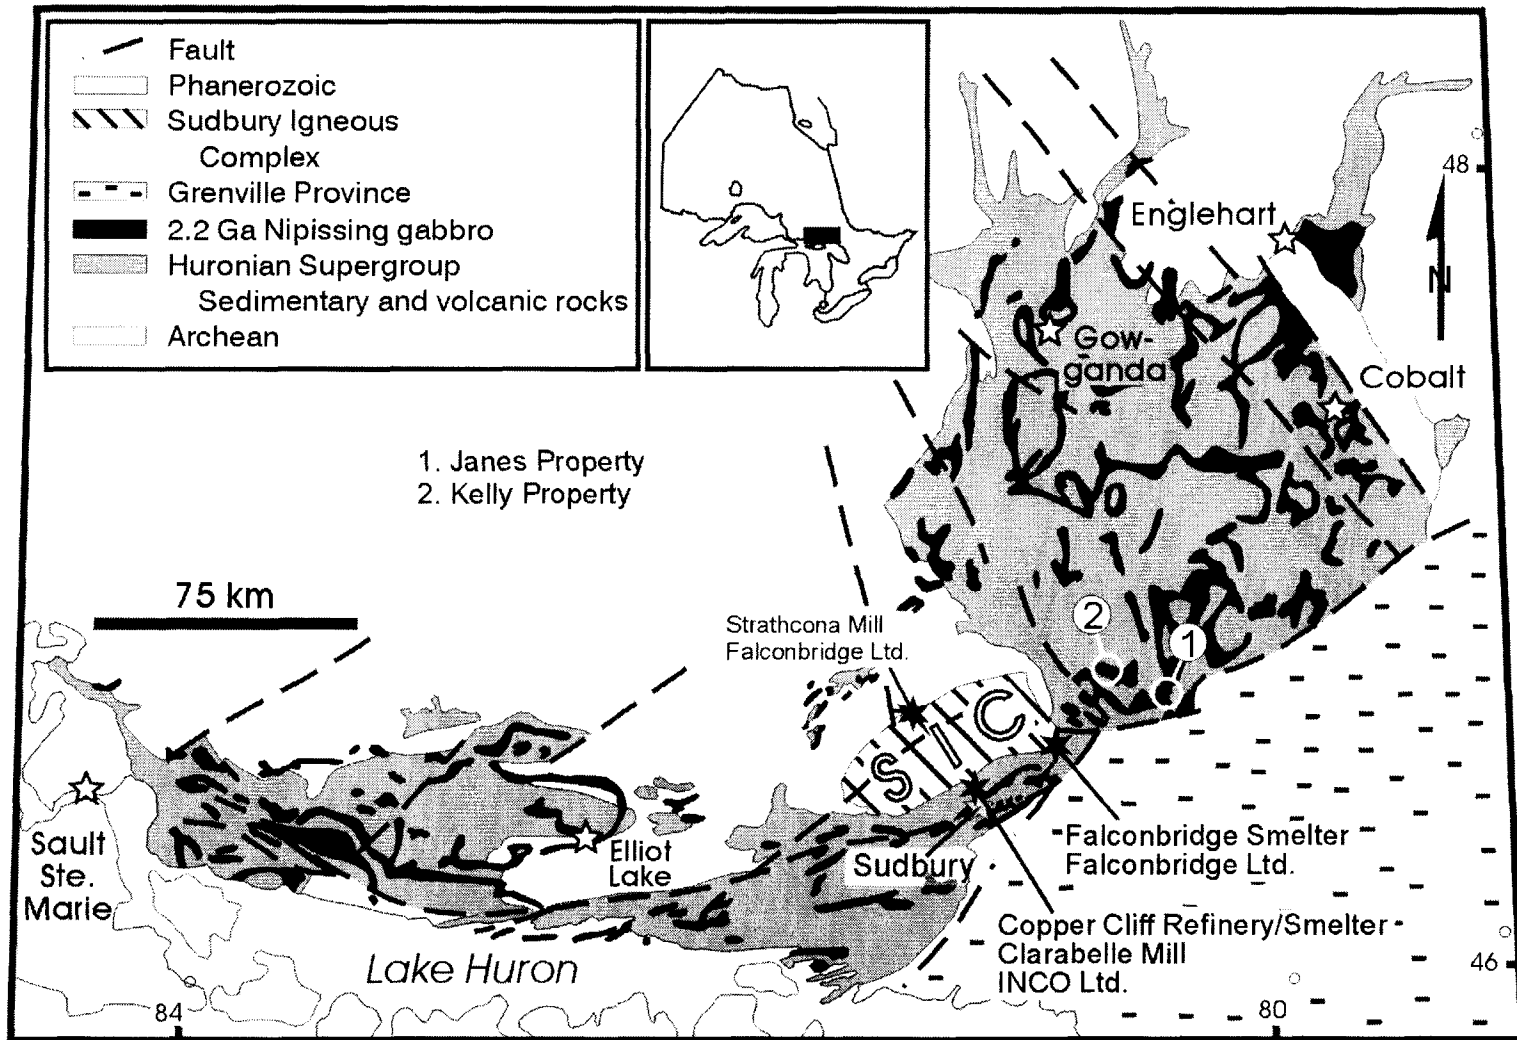 Fault
Phanerozoic
Sudbury Igneous
Complex
Grenville Province
2.2 Ga Nipissing gabbro
Huronian Supergroup
Sedimentary and volcanic rocks
Archean
48
N
Englehart
Gow-
ganda
Cobalt
1. Janes Property
2. Kelly Property
75 km
2
1
Strathcona Mill
Falconbridge Ltd.
SIC
Sault
Ste.
Marie
Elliot
Lake
Sudbury
Falconbridge Smelter
Falconbridge Ltd.
Copper Cliff Refinery/Smelter
Clarabelle Mill
INCO Ltd.
Lake Huron
46
84
80